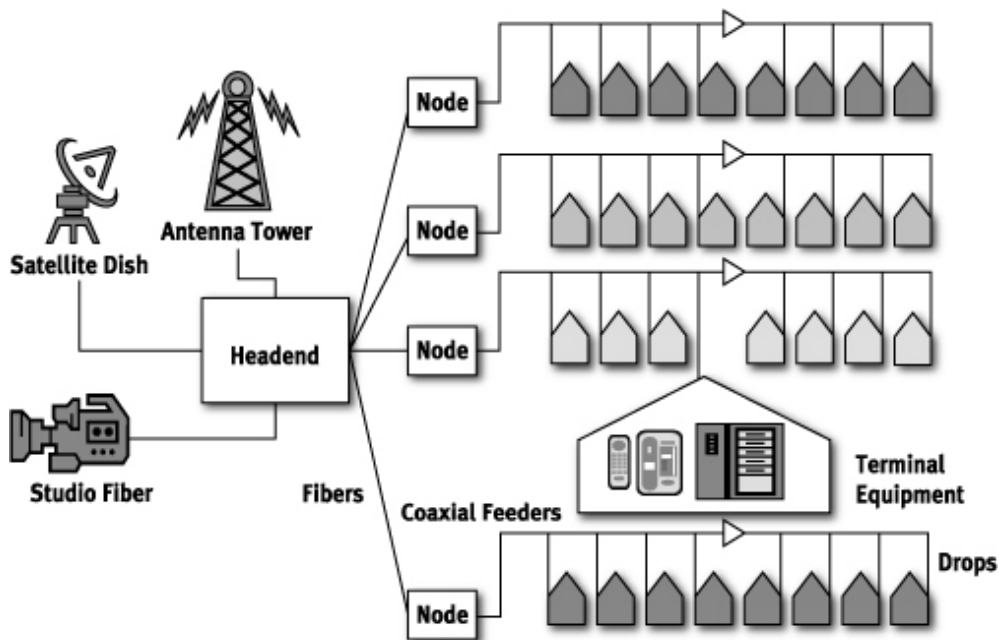 Node
Antenna Tower
Satellite Dish
Node
Headend
Node
Studio Fiber
Fibers
Terminal
Equipment
Coaxial Feeders
Drops
Node